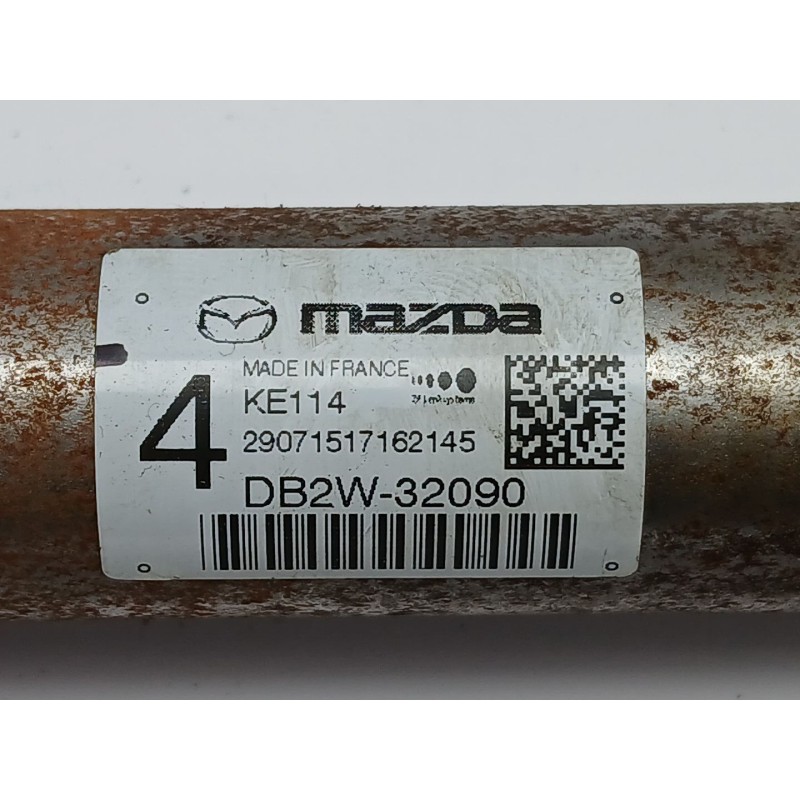 mazda
MADE IN FRANCE
4
KE114
29071517162145
DB2W-32090